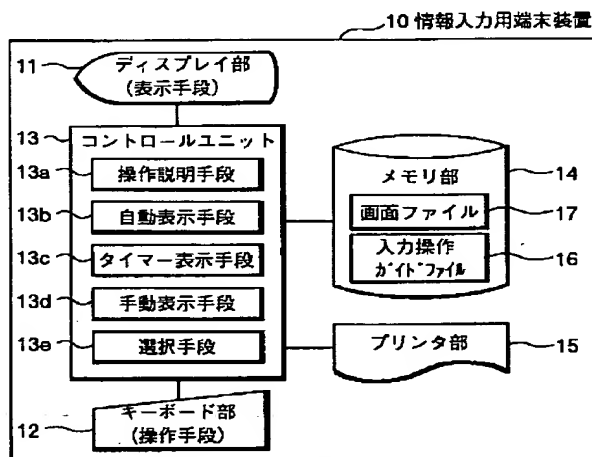 10 情報入力用端末装置
11
ディスプレイ部
(表示手段)
13
コントロールユニット
13a
操作説明手段
13b
自動表示手段
13c
タイマー表示手段
13d
手動表示手段
13e
選択手段
メモリ部
14
画面ファイル
17
入力操作
ガイドファイル
16
プリンタ部
15
キーボード部
(操作手段)
12